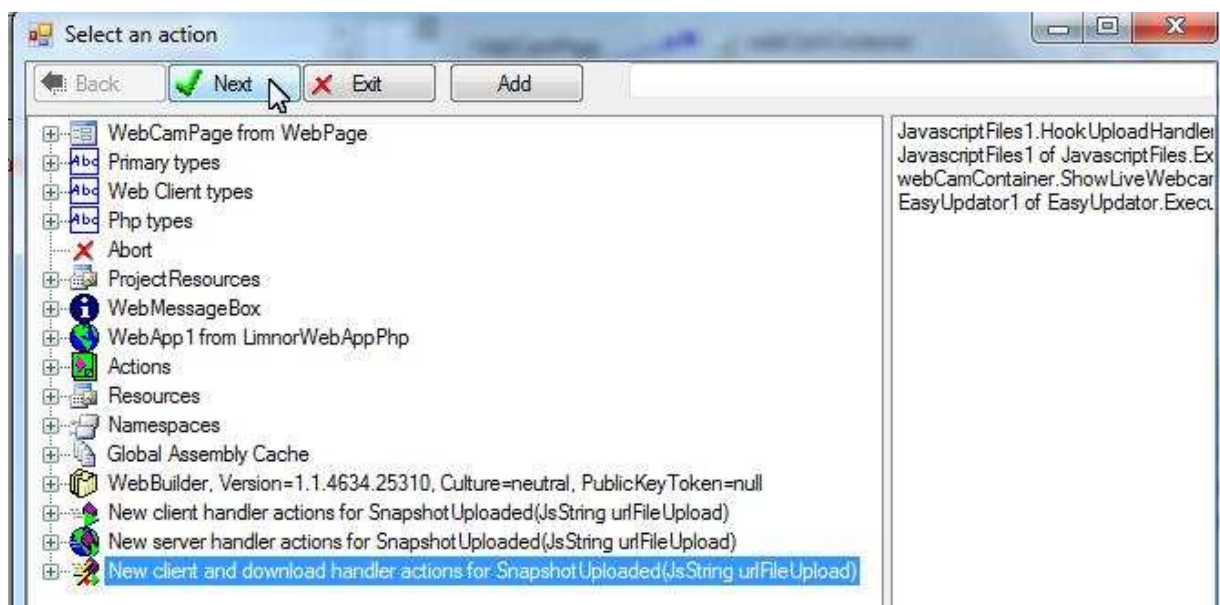 Select an action
Back Next Exit Add
WebCamPage from WebPage
Primary types
Web Client types
Php types
Abort
ProjectResources
WebMessageBox
WebApp1 from LimnorWebAppPhp
Actions
Resources
Namespaces
Global Assembly Cache
WebBuilder, Version=1.1.4634.25310, Culture=neutral, PublicKeyToken=null
New client handler actions for SnapshotUploaded(JsString urlFileUpload)
New server handler actions for SnapshotUploaded(JsString urlFileUpload)
New client and download handler actions for SnapshotUploaded(JsString urlFileUpload)
JavascriptFiles1.HookUploadHandler
JavascriptFiles1 of JavascriptFiles.Ex
webCamContainer.ShowLiveWebcar
EasyUpdator1 of EasyUpdator.Execu